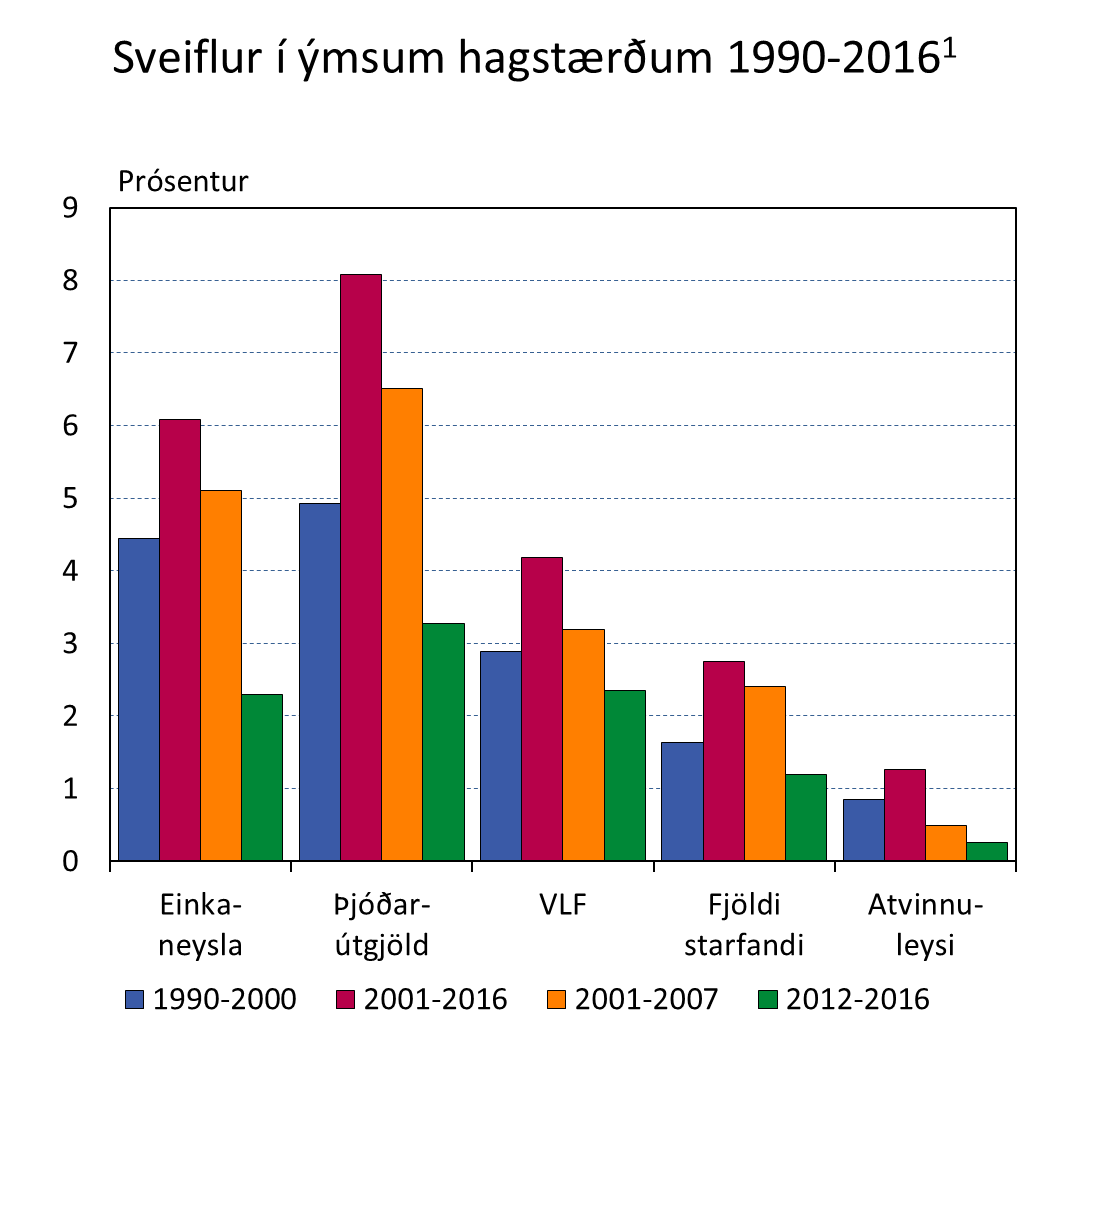 Sveiflur í ýmsum hagstærðum 1990-2016¹
Prósentur
9
8
7
6
5
4
3
2
1
0
Einka-
neysla
Þjóðar-
útgjöld
VLF
Fjöldi
starfandi
Atvinnu-
leysi
1990-2000 2001-2016 2001-2007 2012-2016